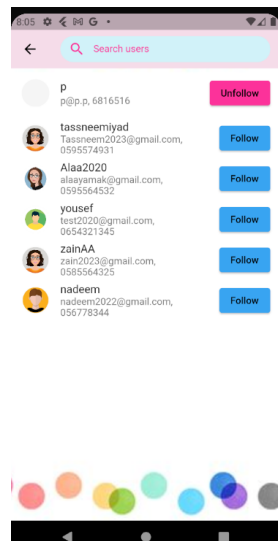 8:05 G
Search users
p
p@p.p, 6816516
Unfollow
tassneemiyad
Tassneem2023@gmail.com,
0595574931
Follow
Alaa2020
alaayamak@gmail.com,
0595564532
Follow
yousef
test2020@gmail.com,
0654321345
Follow
zainAA
zain2023@gmail.com,
0585564325
Follow
nadeem
nadeem2022@gmail.com,
056778344
Follow